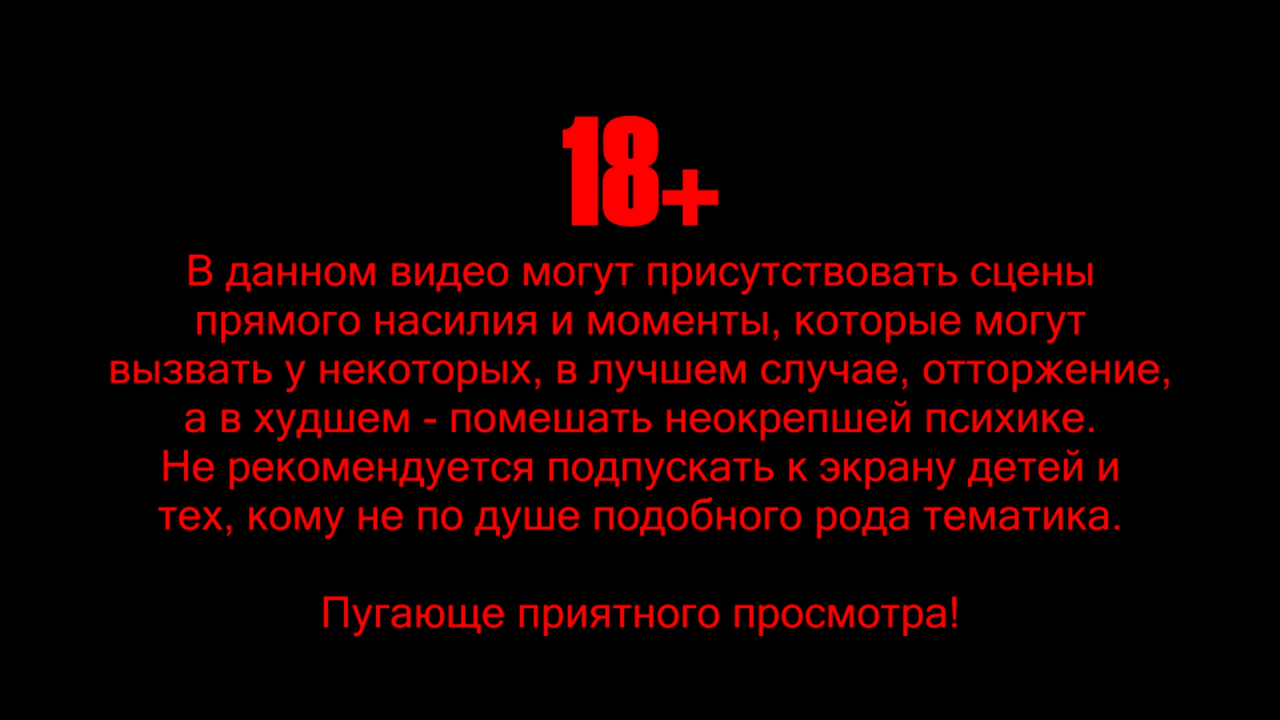 18+
В данном видео могут присутствовать сцены
прямого насилия и моменты, которые могут
вызвать у некоторых, в лучшем случае, отторжение,
а в худшем - помешать неокрепшей психике.
Не рекомендуется подпускать к экрану детей и
тех, кому не по душе подобного рода тематика.
Пугающе приятного просмотра!